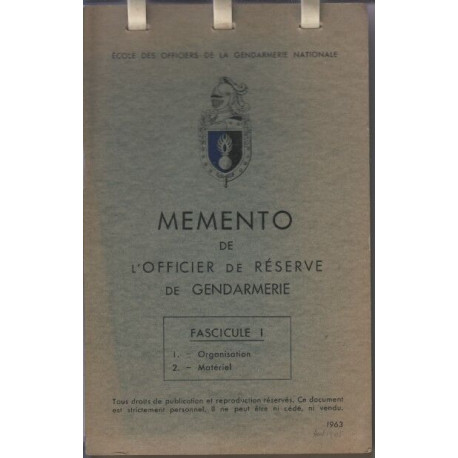 ÉCOLE DES OFFICIERS DE LA GENDARMERIE NATIONALE
MEMENTO
DE
L'OFFICIER DE RÉSERVE
DE GENDARMERIE
FASCICULE I
1. – Organisation
2. – Matériel
Tous droits de publication et reproduction réservés. Ce document
est strictement personnel. Il ne peut être ni cédé, ni vendu.
1963